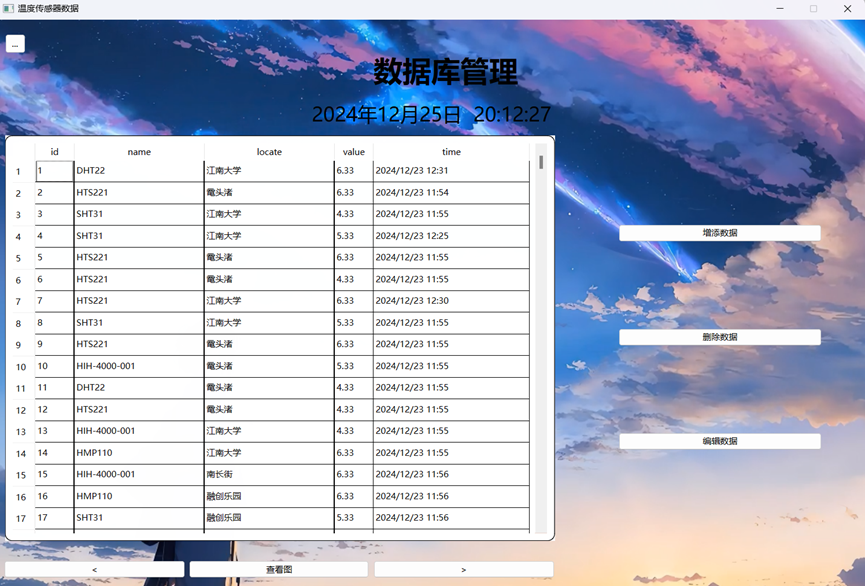 温度传感器数据
...
数据库管理
2024年12月25日 20:12:27
id name locate value time
1 1 DHT22 江南大学 6.33 2024/12/23 12:31
2 2 HTS221 鼋头渚 6.33 2024/12/23 11:54
3 3 SHT31 江南大学 4.33 2024/12/23 11:55
4 4 SHT31 江南大学 5.33 2024/12/23 12:25
5 5 HTS221 鼋头渚 6.33 2024/12/23 11:55
6 6 HTS221 鼋头渚 4.33 2024/12/23 11:55
7 7 HTS221 江南大学 6.33 2024/12/23 12:30
8 8 SHT31 江南大学 5.33 2024/12/23 11:55
9 9 HTS221 鼋头渚 6.33 2024/12/23 11:55
10 10 HIH-4000-001 鼋头渚 5.33 2024/12/23 11:55
11 11 DHT22 鼋头渚 4.33 2024/12/23 11:55
12 12 HTS221 鼋头渚 6.33 2024/12/23 11:55
13 13 HIH-4000-001 江南大学 4.33 2024/12/23 11:55
14 14 HMP110 江南大学 6.33 2024/12/23 11:55
15 15 HIH-4000-001 南长街 6.33 2024/12/23 11:56
16 16 HMP110 融创乐园 6.33 2024/12/23 11:56
17 17 SHT31 融创乐园 5.33 2024/12/23 11:56
增添数据
删除数据
编辑数据
< 查看图 >